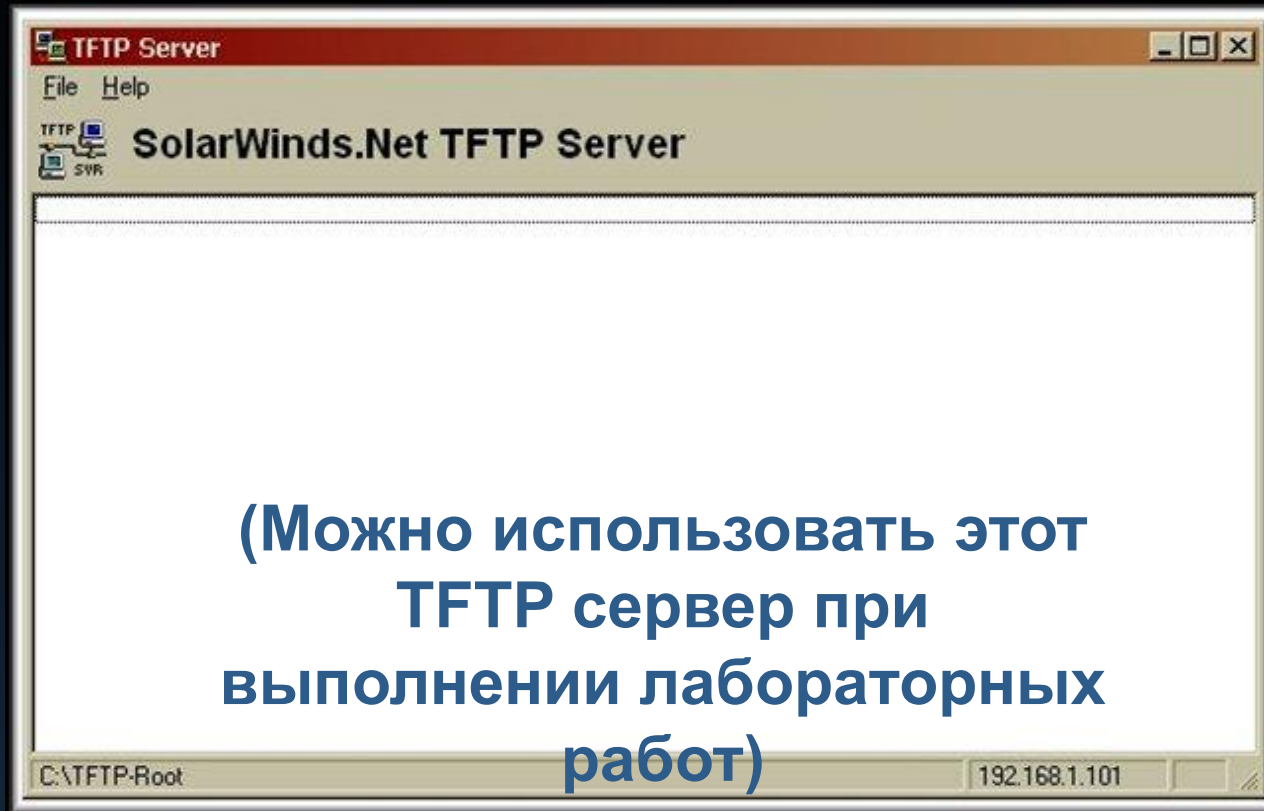 TFTP Server
File Help
TFTP
SVR
SolarWinds.Net TFTP Server
(Можно использовать этот
TFTP сервер при
выполнении лабораторных
работ)
C:\TFTP-Root
192.168.1.101